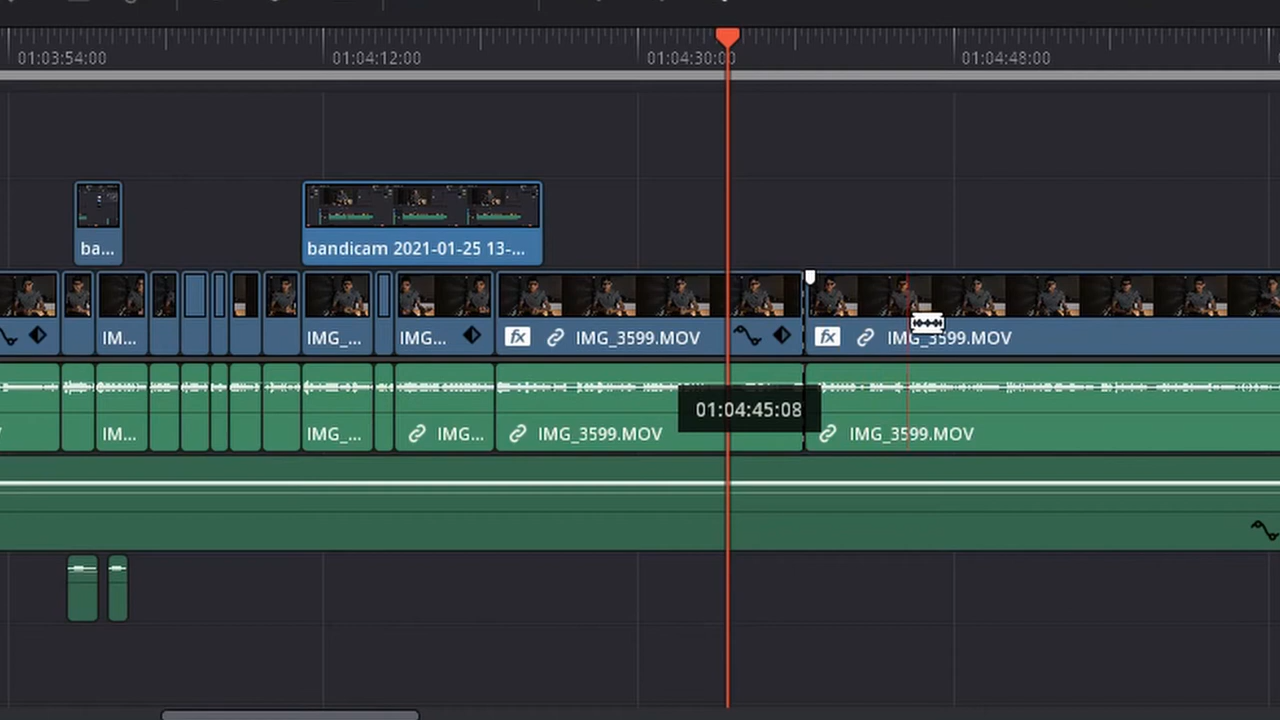 01:03:54:00 01:04:12:00 01:04:30:00 01:04:48:00
ba... bandicam 2021-01-25 13-...
IM... IMG_... IMG... fx IMG_3599.MOV fx IMG_3599.MOV
01:04:45:08
IM... IMG_... IMG... IMG_3599.MOV IMG_3599.MOV